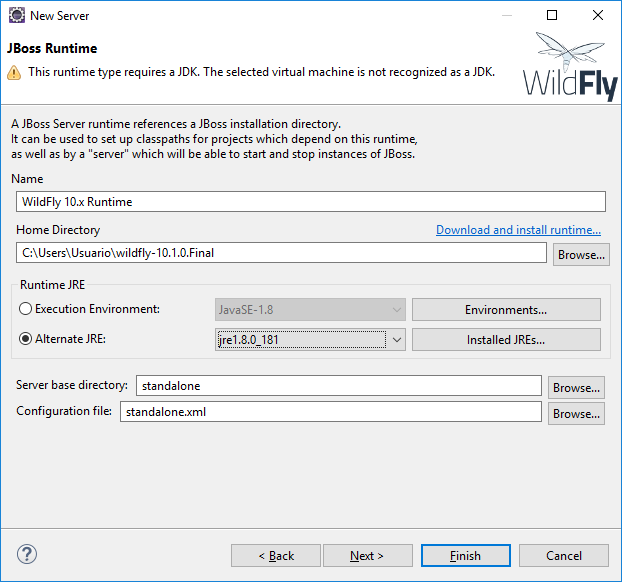 New Server
JBoss Runtime
This runtime type requires a JDK. The selected virtual machine is not recognized as a JDK.
WildFly
A JBoss Server runtime references a JBoss installation directory.
It can be used to set up classpaths for projects which depend on this runtime,
as well as by a "server" which will be able to start and stop instances of JBoss.
Name
WildFly 10.x Runtime
Home Directory
Download and install runtime...
C:\Users\Usuario\wildfly-10.1.0.Final
Browse...
Runtime JRE
Execution Environment:
JavaSE-1.8
Environments...
Alternate JRE:
jre1.8.0_181
Installed JREs...
Server base directory:
standalone
Browse...
Configuration file:
standalone.xml
Browse...
?
< Back
Next >
Finish
Cancel